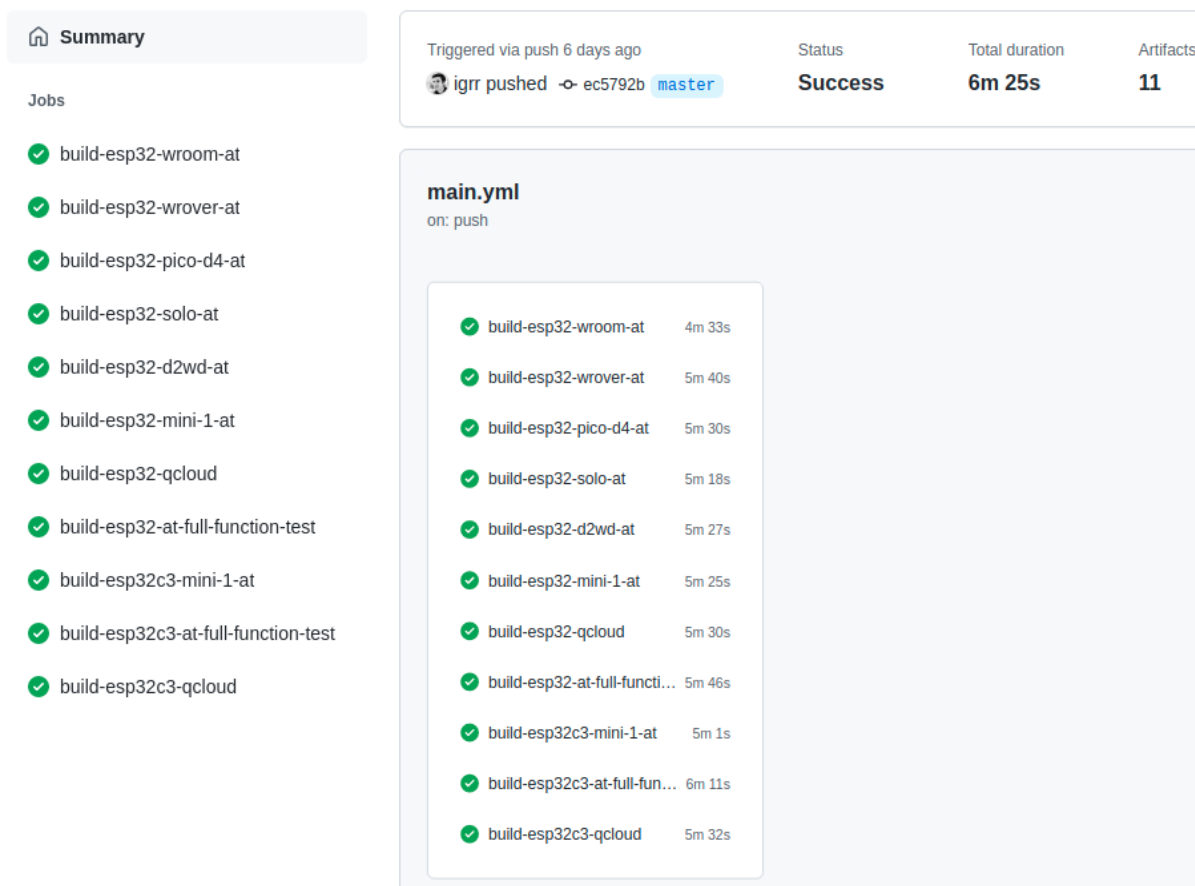 Summary
Jobs
build-esp32-wroom-at
build-esp32-wrover-at
build-esp32-pico-d4-at
build-esp32-solo-at
build-esp32-d2wd-at
build-esp32-mini-1-at
build-esp32-qcloud
build-esp32-at-full-function-test
build-esp32c3-mini-1-at
build-esp32c3-at-full-function-test
build-esp32c3-qcloud
Triggered via push 6 days ago
igrr pushed ec5792b master
Status
Success
Total duration
6m 25s
Artifacts
11
main.yml
on: push
build-esp32-wroom-at 4m 33s
build-esp32-wrover-at 5m 40s
build-esp32-pico-d4-at 5m 30s
build-esp32-solo-at 5m 18s
build-esp32-d2wd-at 5m 27s
build-esp32-mini-1-at 5m 25s
build-esp32-qcloud 5m 30s
build-esp32-at-full-functi... 5m 46s
build-esp32c3-mini-1-at 5m 1s
build-esp32c3-at-full-fun... 6m 11s
build-esp32c3-qcloud 5m 32s